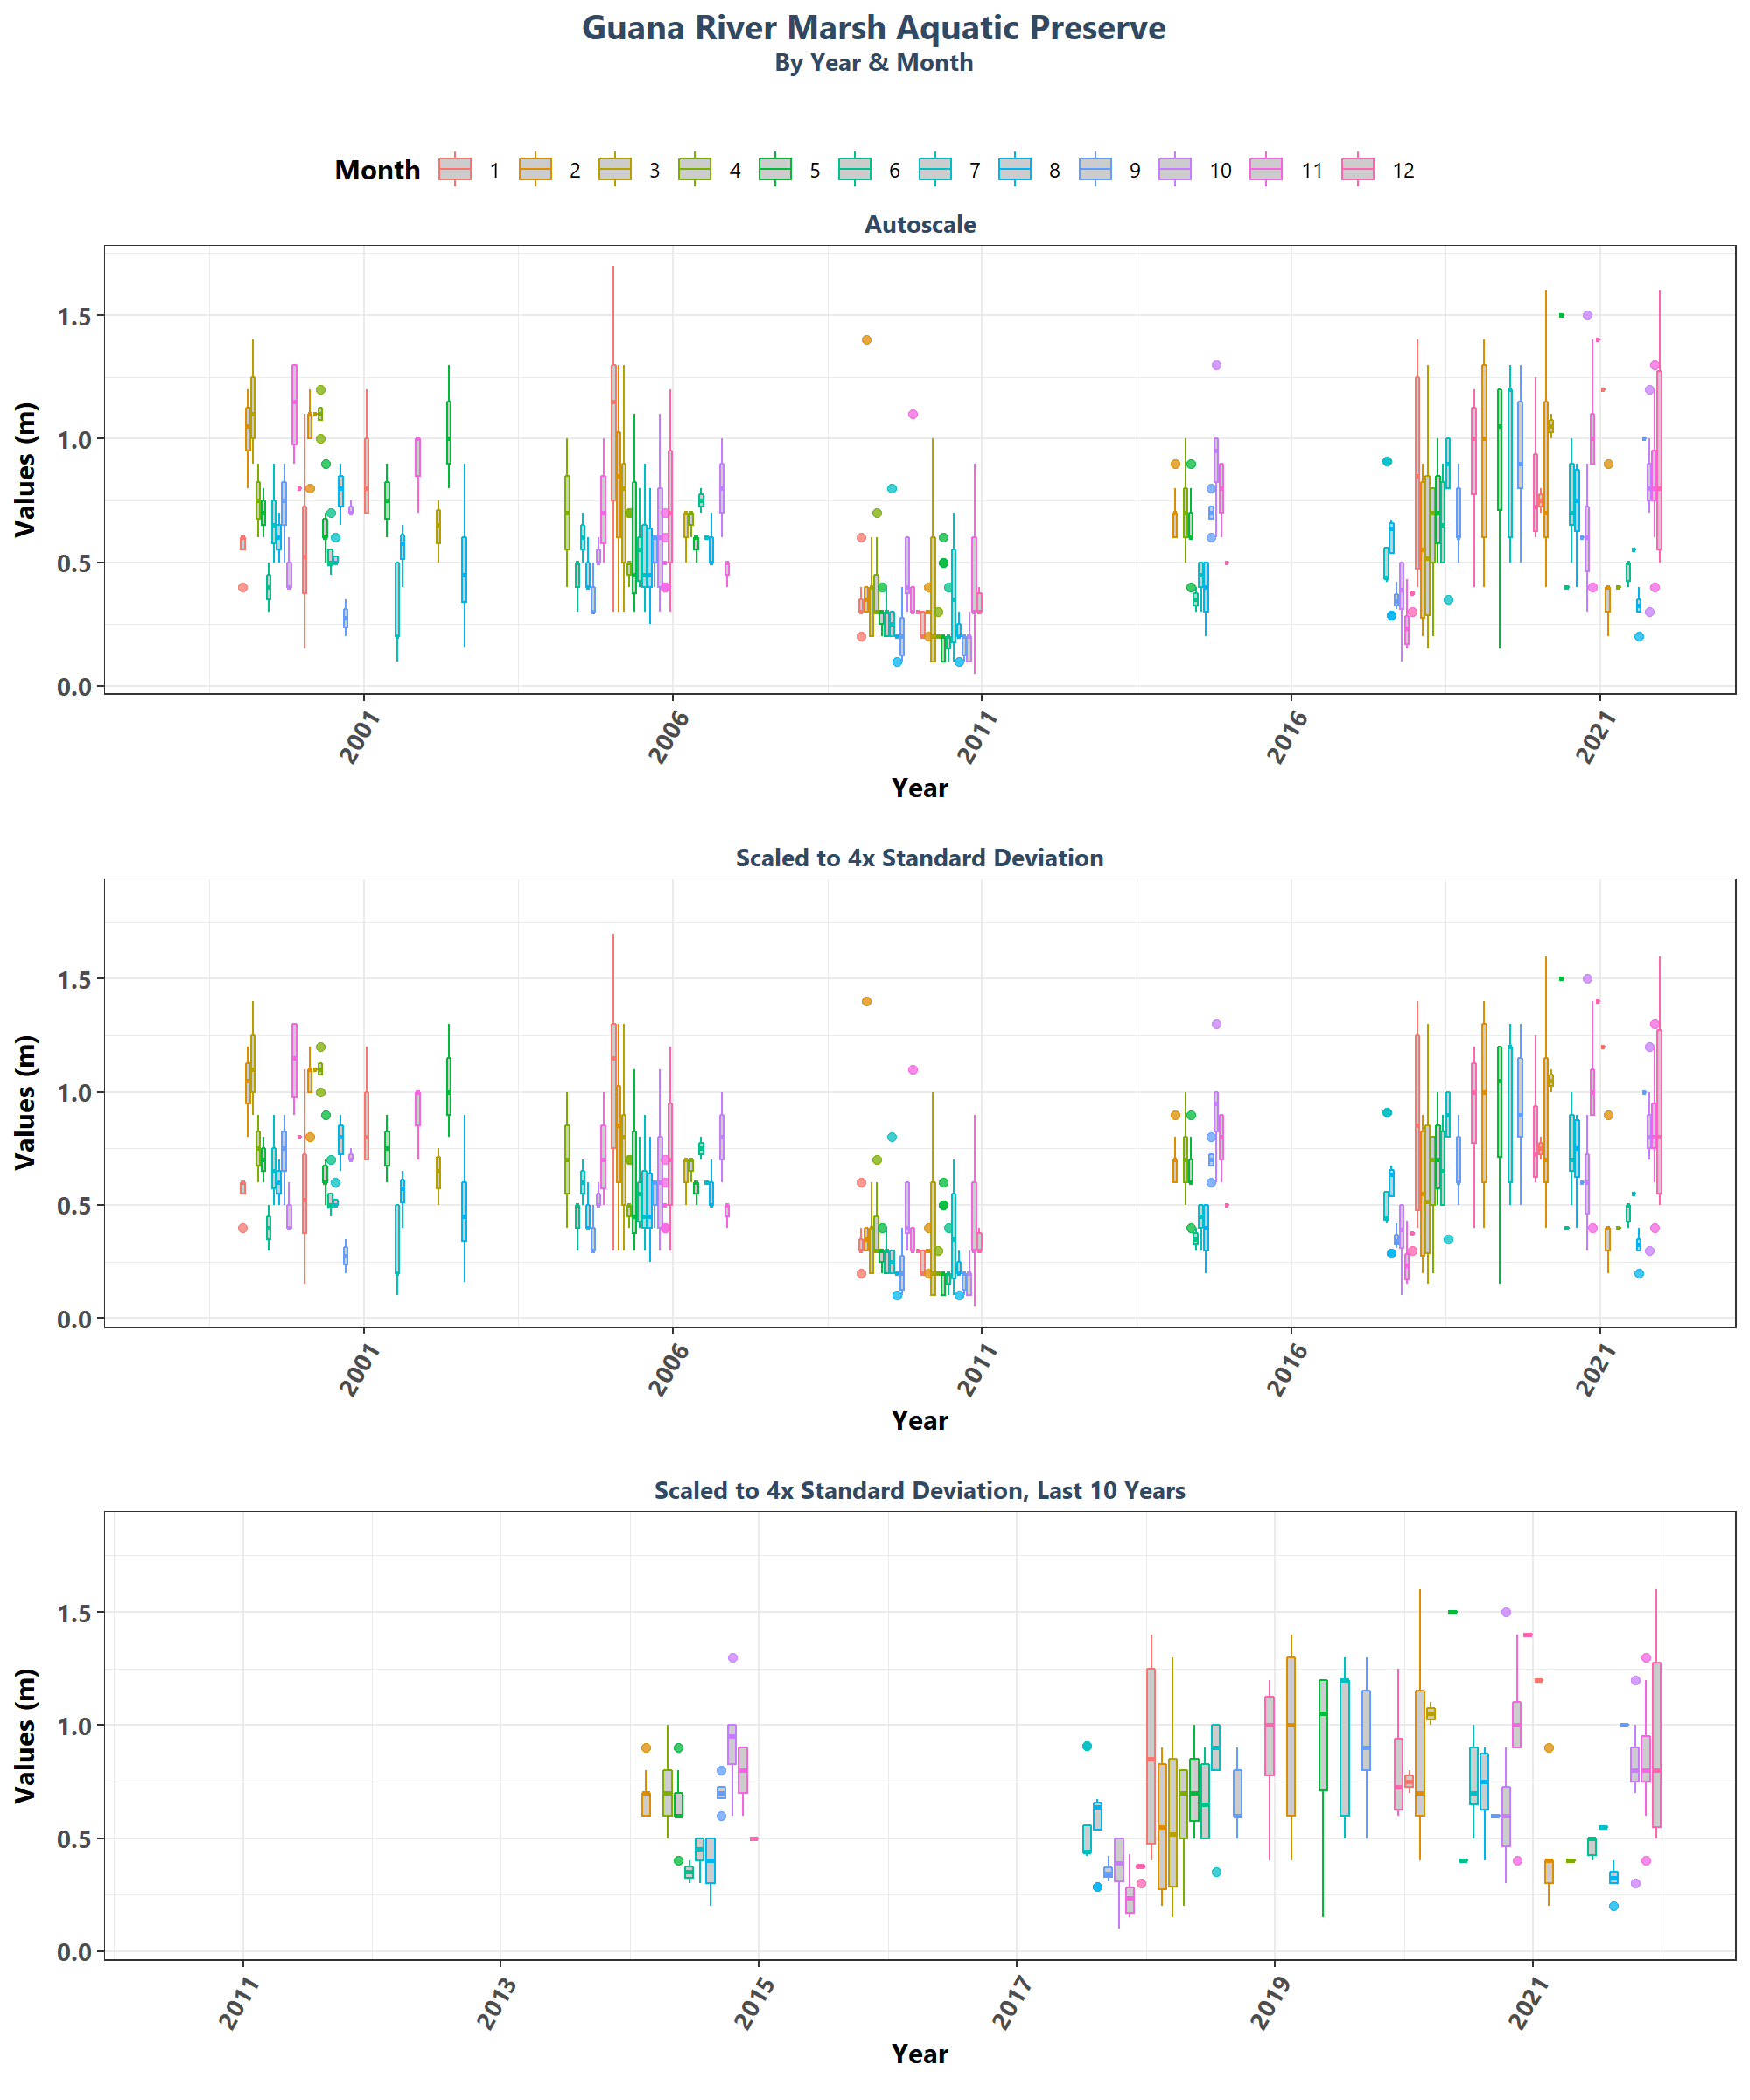 Guana River Marsh Aquatic Preserve
By Year & Month
Month 1 2 3 4 5 6 7 8 9 10 11 12
Autoscale
Values (m)
1.5
1.0
0.5
0.0
2001 2006 2011 2016 2021
Year
Scaled to 4x Standard Deviation
Values (m)
1.5
1.0
0.5
0.0
2001 2006 2011 2016 2021
Year
Scaled to 4x Standard Deviation, Last 10 Years
Values (m)
1.5
1.0
0.5
0.0
2011 2013 2015 2017 2019 2021
Year